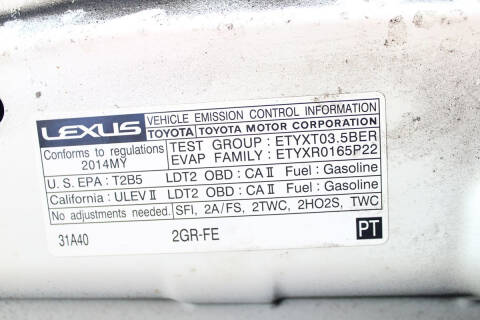 LEXUS
VEHICLE EMISSION CONTROL INFORMATION
TOYOTA TOYOTA MOTOR CORPORATION
Conforms to regulations
2014MY
TEST GROUP : ETYXT03.5BER
EVAP FAMILY : ETYXR0165P22
U.S. EPA : T2B5 LDT2 OBD : CA II Fuel : Gasoline
California : ULEV II LDT2 OBD : CA II Fuel : Gasoline
No adjustments needed. SFI, 2A/FS, 2TWC, 2HO2S, TWC
31A40 2GR-FE PT